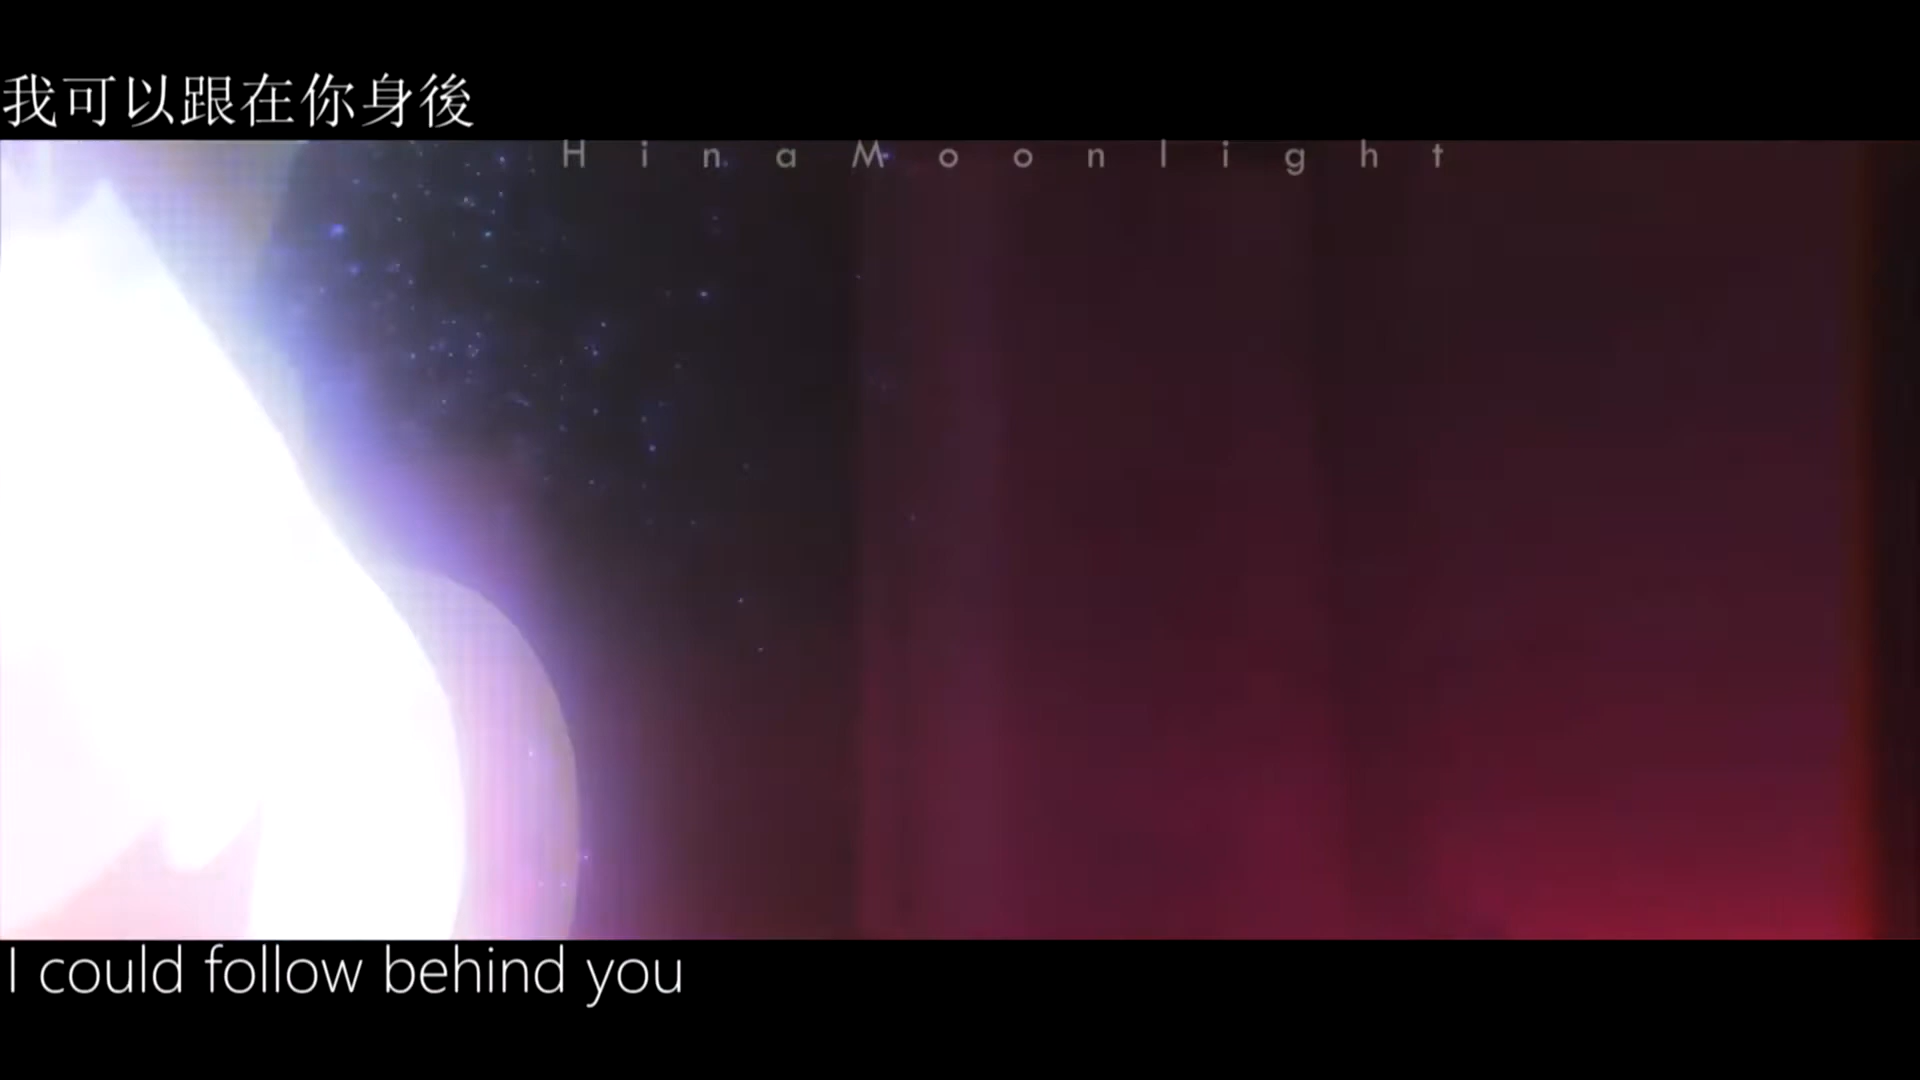 我可以跟在你身後
HinaMoonlight
I could follow behind you